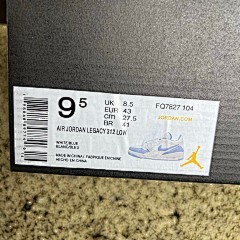 9.5
UK 8.5
EUR 43
cm 27.5
BR 41
FQ7827 104
JORDAN.COM
AIR JORDAN LEGACY 312 LOW
WHITE/BLUE
BLANC/BLEU
MADE IN CHINA / FABRIQUE EN CHINE
HECHO EN CHINA